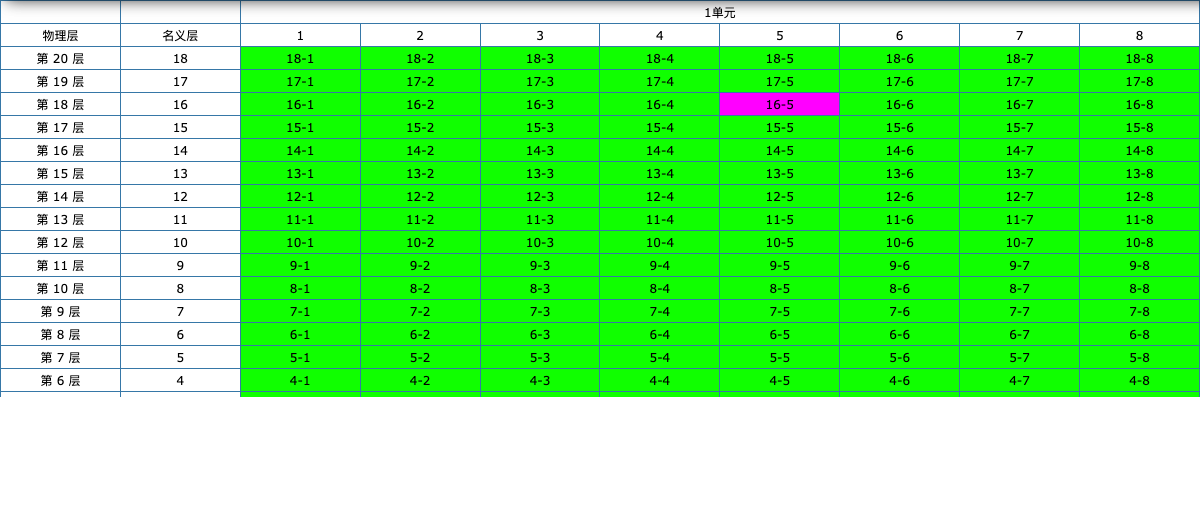 1单元
物理层 名义层 1 2 3 4 5 6 7 8
第 20 层 18 18-1 18-2 18-3 18-4 18-5 18-6 18-7 18-8
第 19 层 17 17-1 17-2 17-3 17-4 17-5 17-6 17-7 17-8
第 18 层 16 16-1 16-2 16-3 16-4 16-5 16-6 16-7 16-8
第 17 层 15 15-1 15-2 15-3 15-4 15-5 15-6 15-7 15-8
第 16 层 14 14-1 14-2 14-3 14-4 14-5 14-6 14-7 14-8
第 15 层 13 13-1 13-2 13-3 13-4 13-5 13-6 13-7 13-8
第 14 层 12 12-1 12-2 12-3 12-4 12-5 12-6 12-7 12-8
第 13 层 11 11-1 11-2 11-3 11-4 11-5 11-6 11-7 11-8
第 12 层 10 10-1 10-2 10-3 10-4 10-5 10-6 10-7 10-8
第 11 层 9 9-1 9-2 9-3 9-4 9-5 9-6 9-7 9-8
第 10 层 8 8-1 8-2 8-3 8-4 8-5 8-6 8-7 8-8
第 9 层 7 7-1 7-2 7-3 7-4 7-5 7-6 7-7 7-8
第 8 层 6 6-1 6-2 6-3 6-4 6-5 6-6 6-7 6-8
第 7 层 5 5-1 5-2 5-3 5-4 5-5 5-6 5-7 5-8
第 6 层 4 4-1 4-2 4-3 4-4 4-5 4-6 4-7 4-8